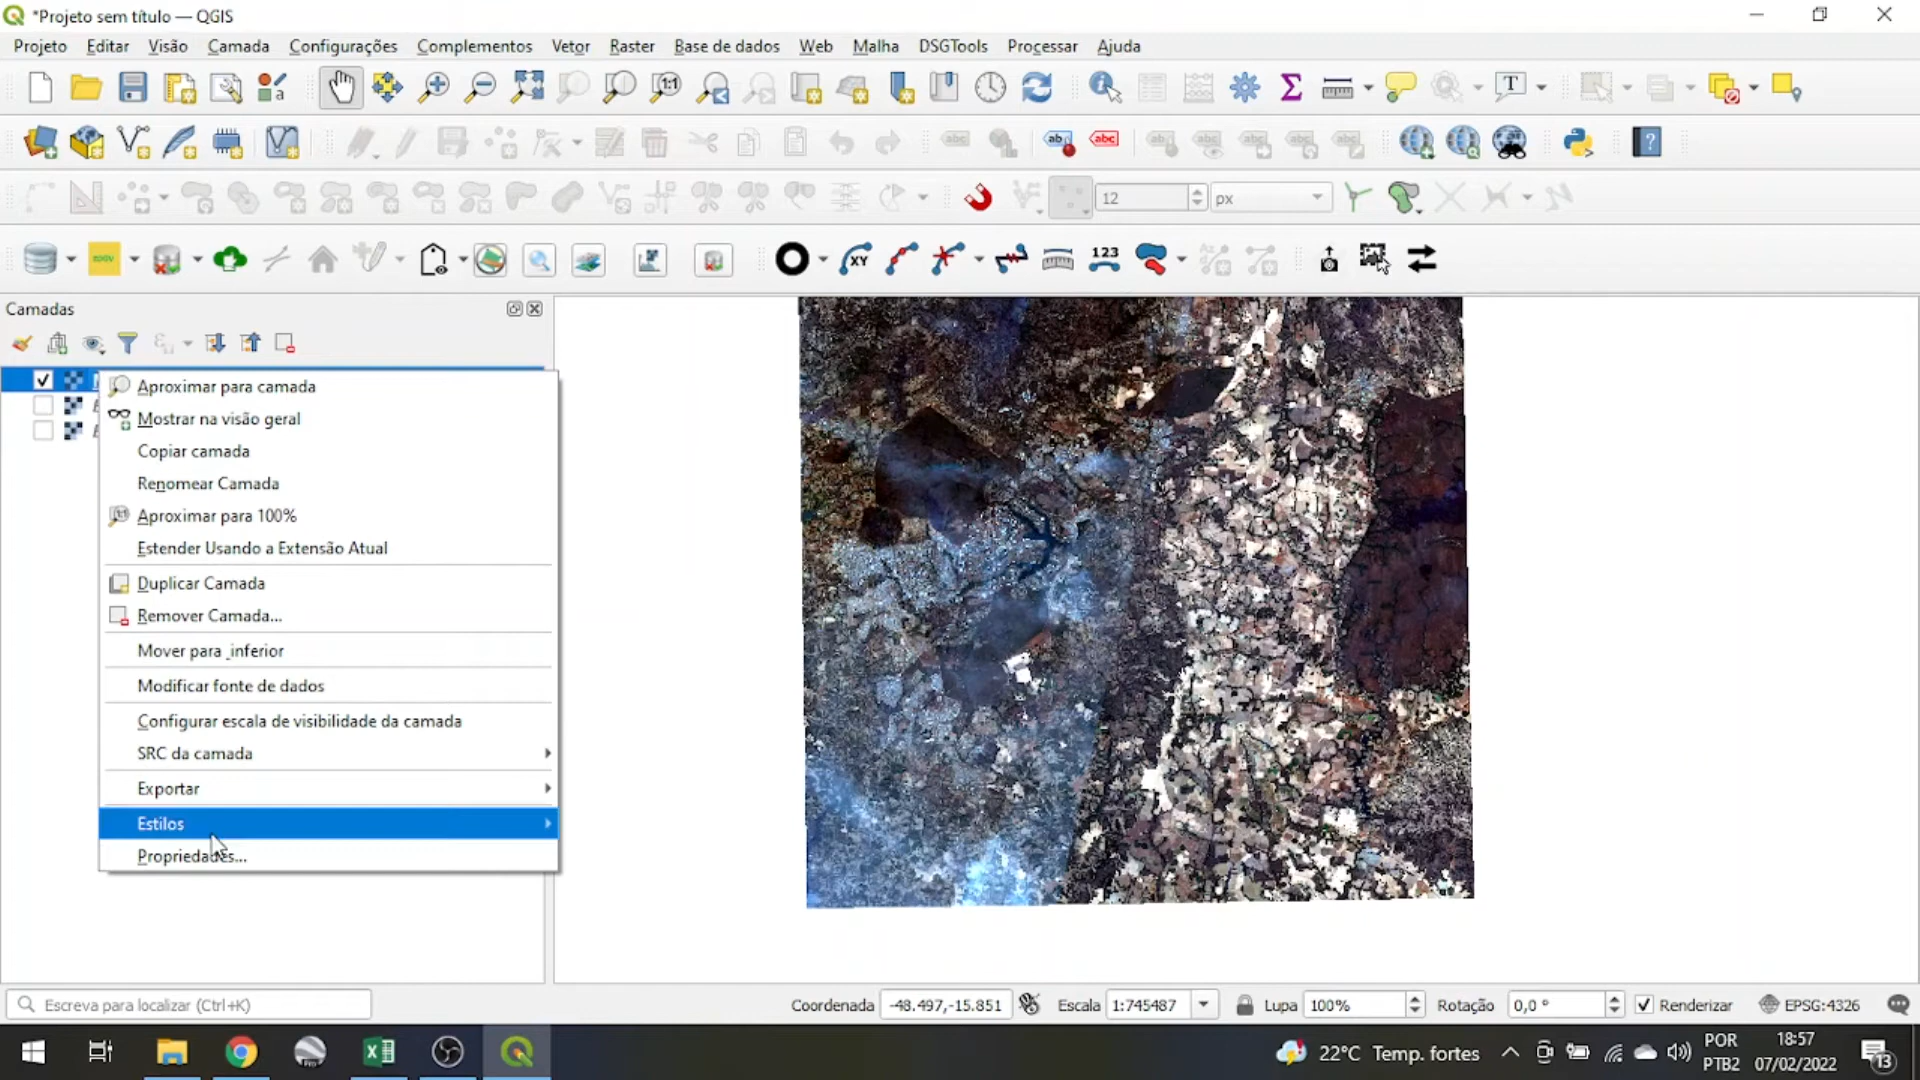 *Projeto sem título — QGIS
Projeto Editar Visão Camada Configurações Complementos Vetor Raster Base de dados Web Malha DSGTools Processar Ajuda
12 px
Camadas
Aproximar para camada
Mostrar na visão geral
Copiar camada
Renomear Camada
Aproximar para 100%
Estender Usando a Extensão Atual
Duplicar Camada
Remover Camada...
Mover para _inferior
Modificar fonte de dados
Configurar escala de visibilidade da camada
SRC da camada
Exportar
Estilos
Propriedades...
Escreva para localizar (Ctrl+K)
Coordenada -48.497,-15.851 Escala 1:745487 Lupa 100% Rotação 0,0 ° Renderizar EPSG:4326
22°C Temp. fortes
POR
PTB2
18:57
07/02/2022
13